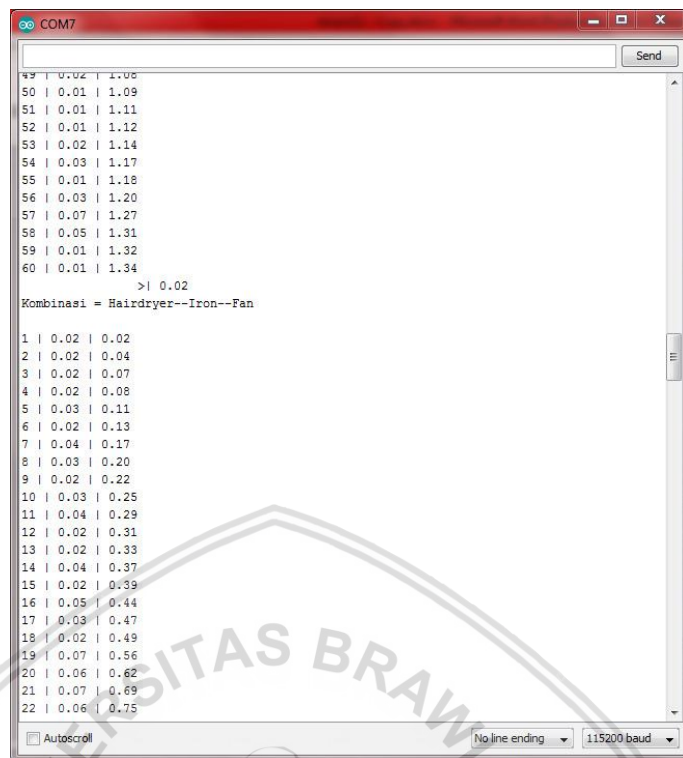 COM7
Send
49 | 0.02 | 1.08
50 | 0.01 | 1.09
51 | 0.01 | 1.11
52 | 0.01 | 1.12
53 | 0.02 | 1.14
54 | 0.03 | 1.17
55 | 0.01 | 1.18
56 | 0.03 | 1.20
57 | 0.07 | 1.27
58 | 0.05 | 1.31
59 | 0.01 | 1.32
60 | 0.01 | 1.34
>| 0.02
Kombinasi = Hairdryer--Iron--Fan
1 | 0.02 | 0.02
2 | 0.02 | 0.04
3 | 0.02 | 0.07
4 | 0.02 | 0.08
5 | 0.03 | 0.11
6 | 0.02 | 0.13
7 | 0.04 | 0.17
8 | 0.03 | 0.20
9 | 0.02 | 0.22
10 | 0.03 | 0.25
11 | 0.04 | 0.29
12 | 0.02 | 0.31
13 | 0.02 | 0.33
14 | 0.04 | 0.37
15 | 0.02 | 0.39
16 | 0.05 | 0.44
17 | 0.03 | 0.47
18 | 0.02 | 0.49
19 | 0.07 | 0.56
20 | 0.06 | 0.62
21 | 0.07 | 0.69
22 | 0.06 | 0.75
ERSITAS BRAW
Autoscroll
No line ending
115200 baud